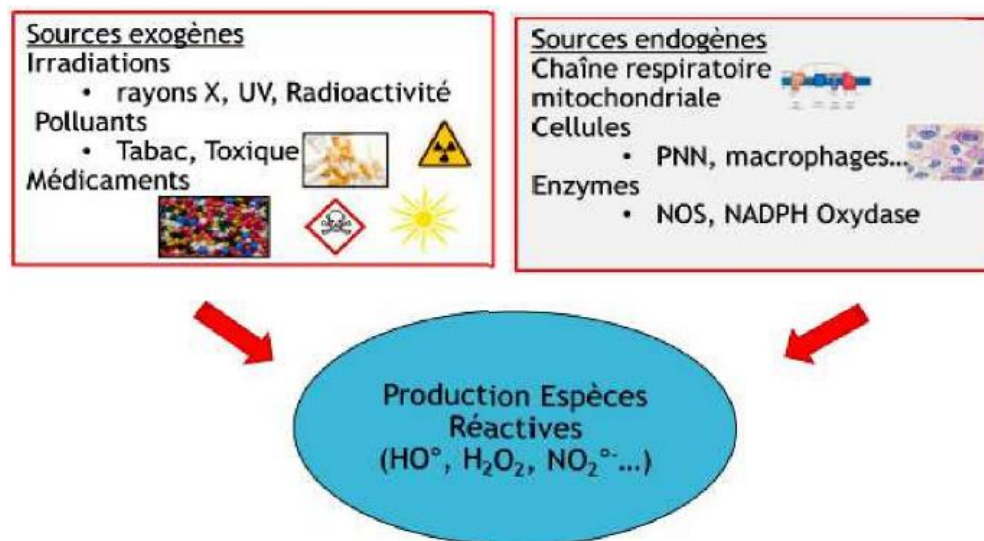 Sources exogènes
Irradiations
• rayons X, UV, Radioactivité
Polluants
• Tabac, Toxique
Médicaments
Sources endogènes
Chaîne respiratoire
mitochondriale
Cellules
• PNN, macrophages...
Enzymes
• NOS, NADPH Oxydase
Production Espèces
Réactives
(HO°, H₂O₂, NO₂°⁻...)